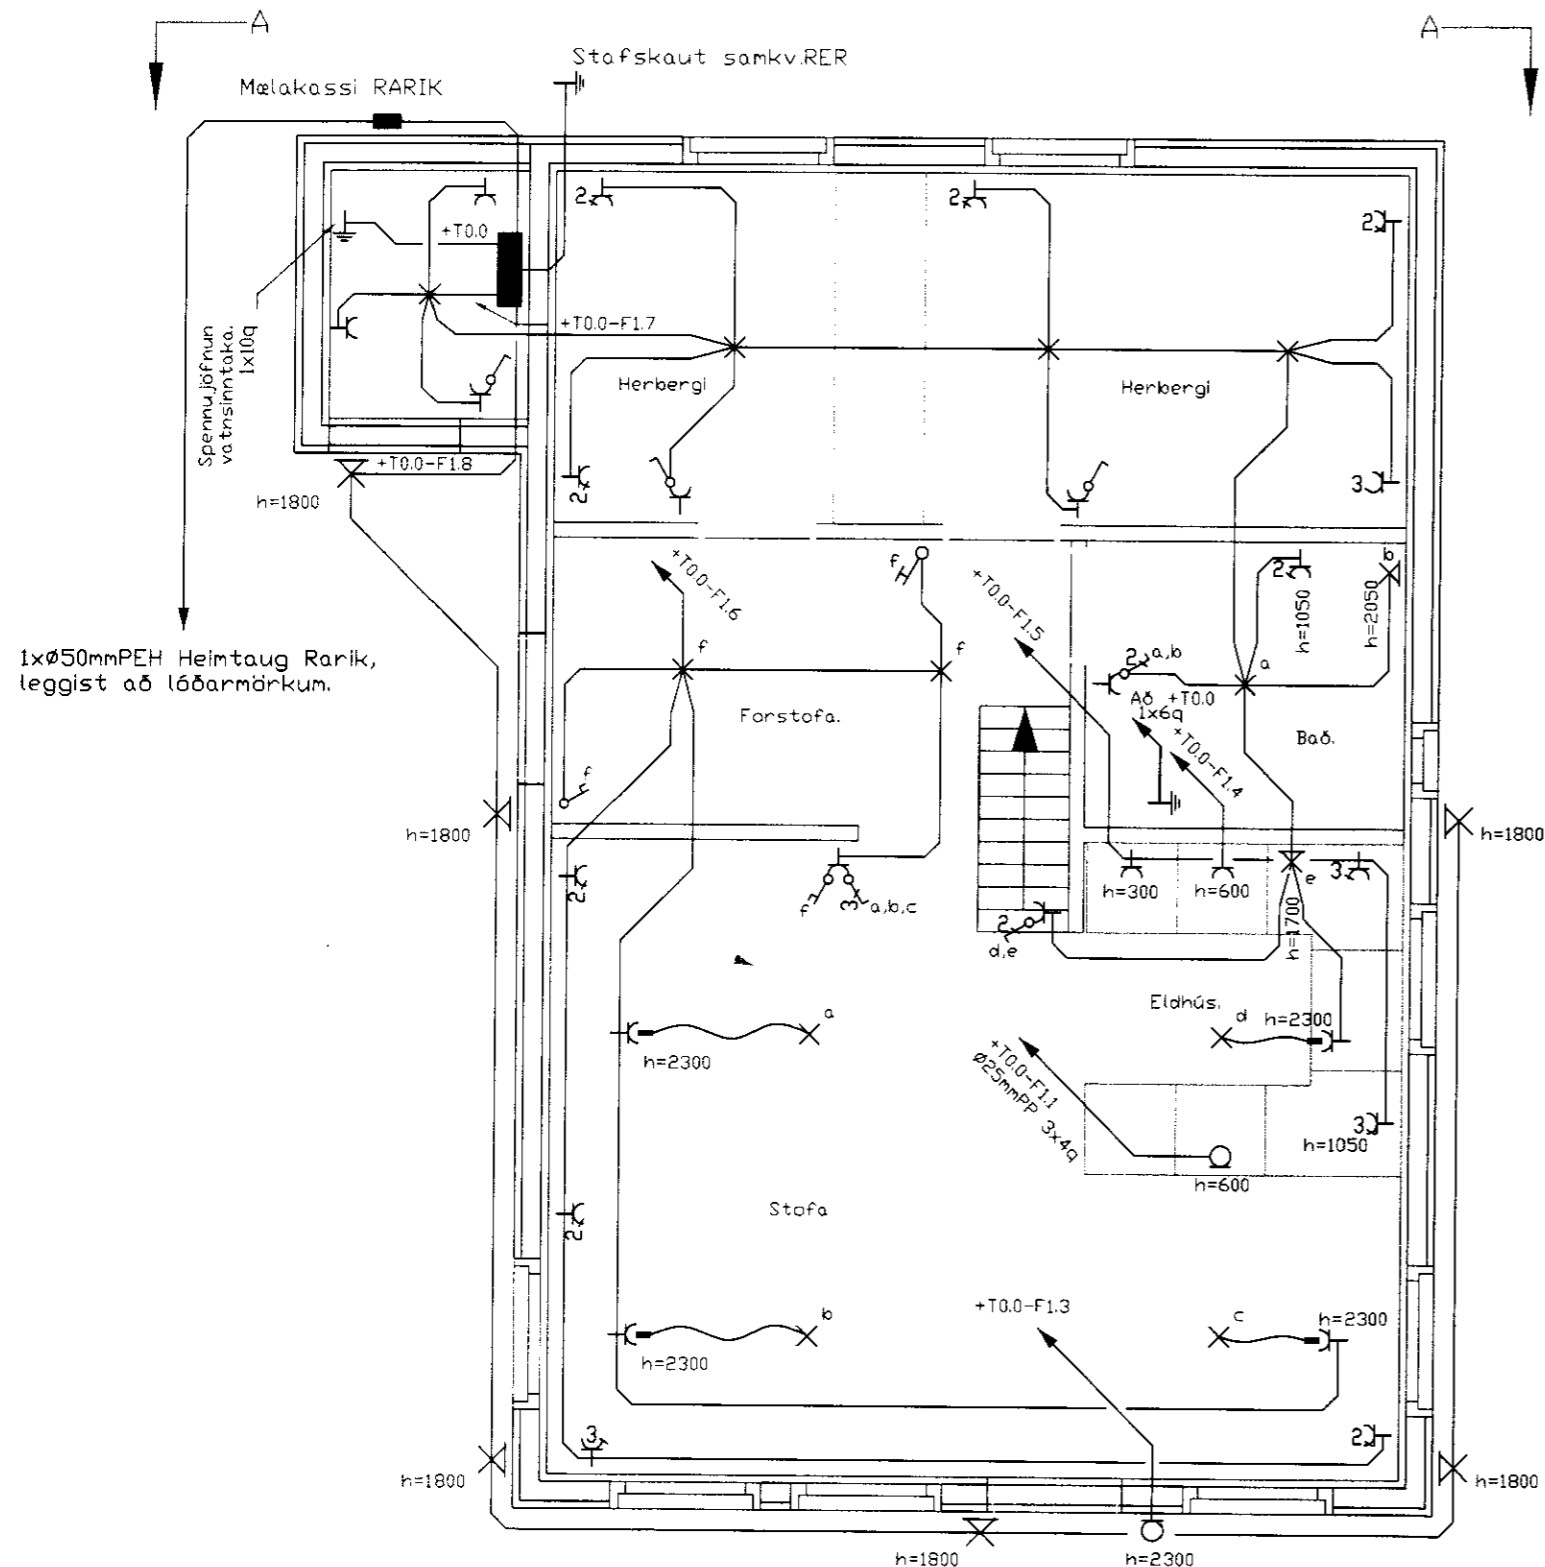 A
A
Stafskaut samkv.RER
Mælakassi RARIK
2
2
2
+T0.0
+T0.0-F1.7
Spennujöfnun
vatnsinntaka.
1x10q
Herbergi
Herbergi
+T0.0-F1.8
h=1800
2
3
f
+T0.0-F1.6
+T0.0-F1.5
2
b
h=1050
h=2050
1xØ50mmPEH Heimtaug Rarik,
leggist að lóðarmörkum.
f
f
2
a,b
a
Að +T0.0
1x6q
Forstofa.
+T0.0-F1.4
Bað.
f
h=1800
h=1800
2
h=300
h=600
3
e
f
3
a,b,c
2
d,e
h=1700
Eldhús.
a
d
h=2300
h=2300
+T0.0-F1.1
Ø25mmPP 3x4q
3
h=1050
h=600
2
Stofa
+T0.0-F1.3
b
c
h=2300
h=2300
3
2
h=1800
h=1800
h=1800
h=2300